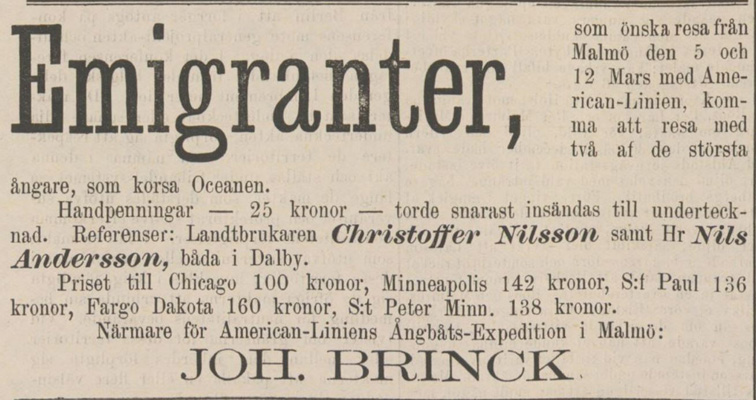 Emigranter,
som önska resa från
Malmö den 5 och
12 Mars med Ame-
rican-Linien, kom-
ma att resa med
två af de största
ångare, som korsa Oceanen.
Handpenningar — 25 kronor — torde snarast insändas till underteck-
nad. Referenser: Landtbrukaren Christoffer Nilsson samt Hr Nils
Andersson, båda i Dalby.
Priset till Chicago 100 kronor, Minneapolis 142 kronor, S:t Paul 136
kronor, Fargo Dakota 160 kronor, S:t Peter Minn. 138 kronor.
Närmare för American-Liniens Ångbåts-Expedition i Malmö:
JOH. BRINCK.